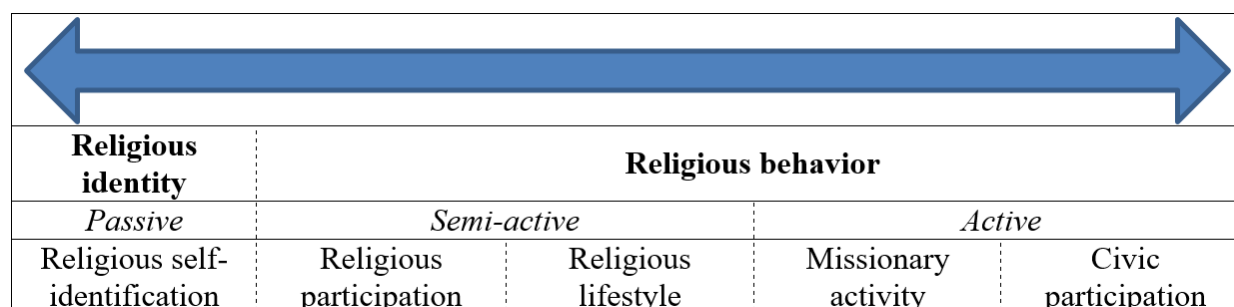 Religious
identity
Religious behavior
Passive
Semi-active
Active
Religious self-
identification
Religious
participation
Religious
lifestyle
Missionary
activity
Civic
participation